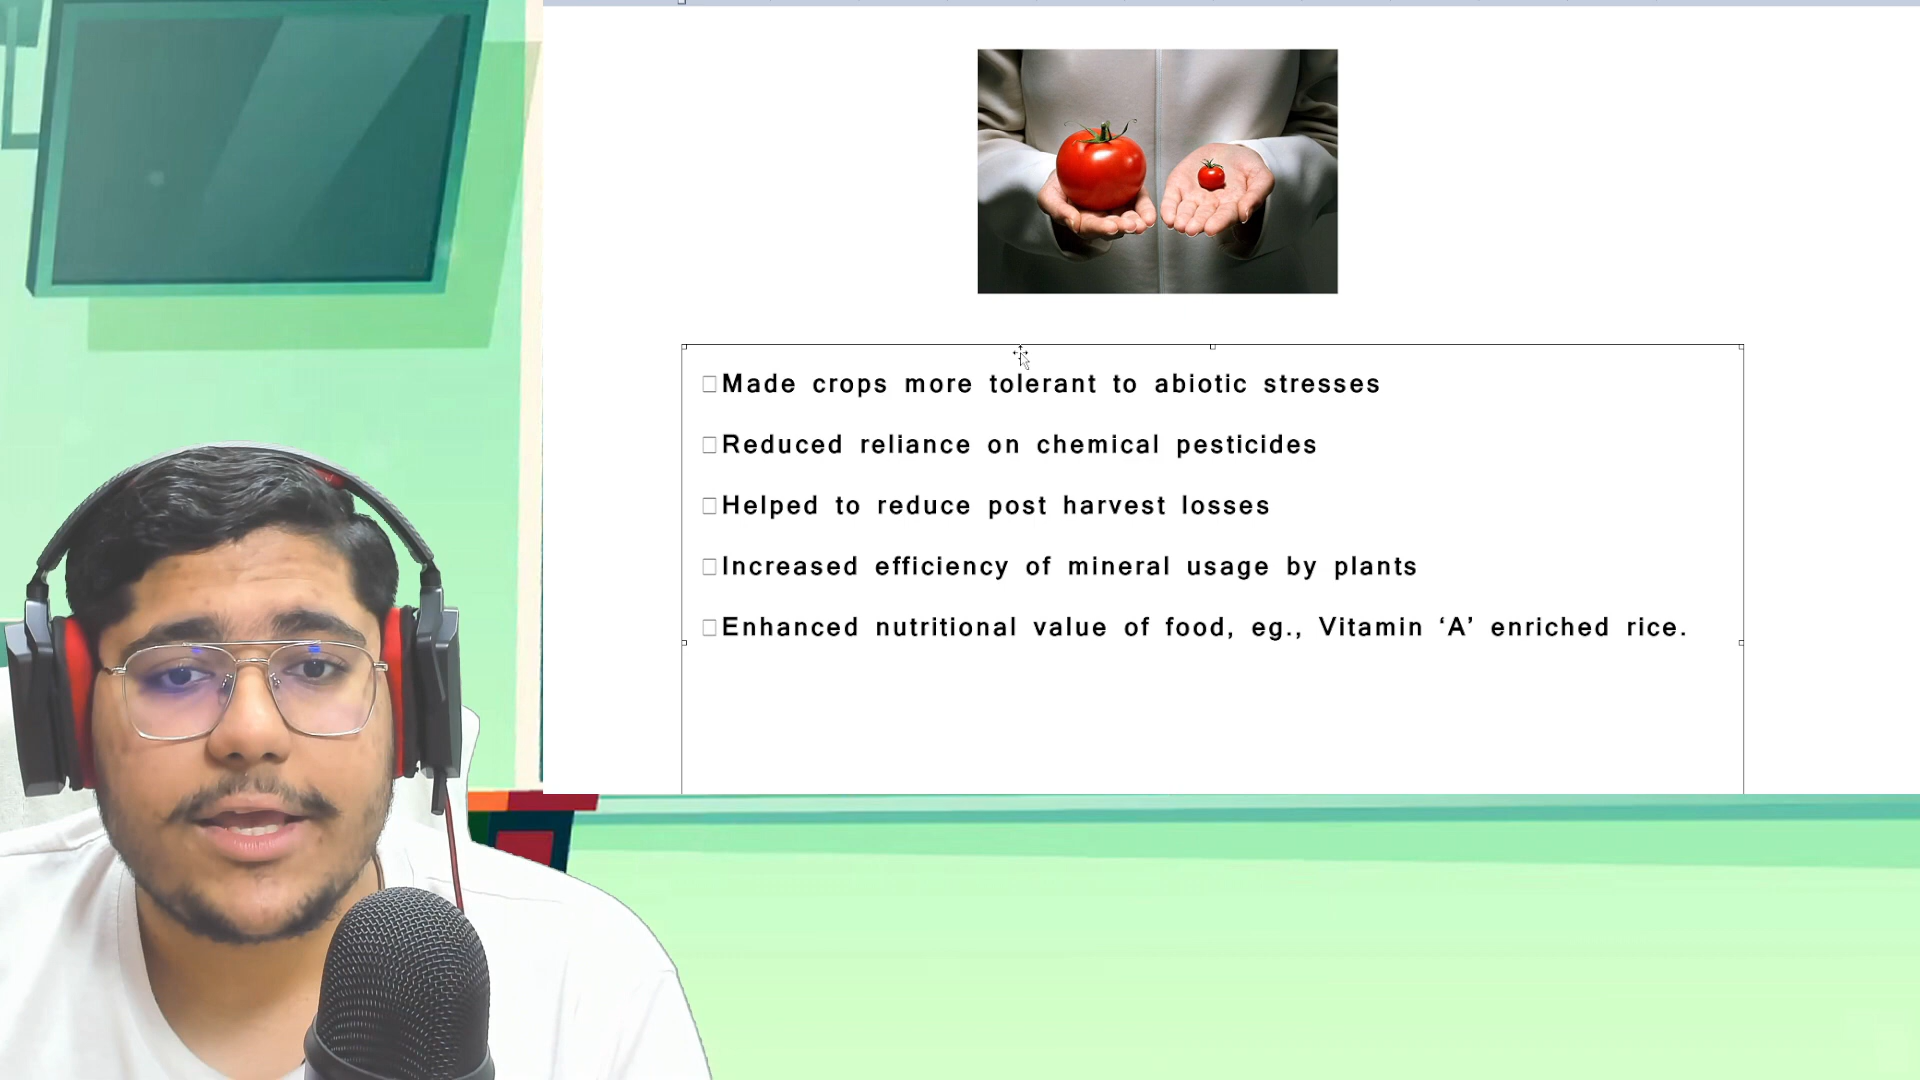 Made crops more tolerant to abiotic stresses
Reduced reliance on chemical pesticides
Helped to reduce post harvest losses
Increased efficiency of mineral usage by plants
Enhanced nutritional value of food, eg., Vitamin ‘A’ enriched rice.